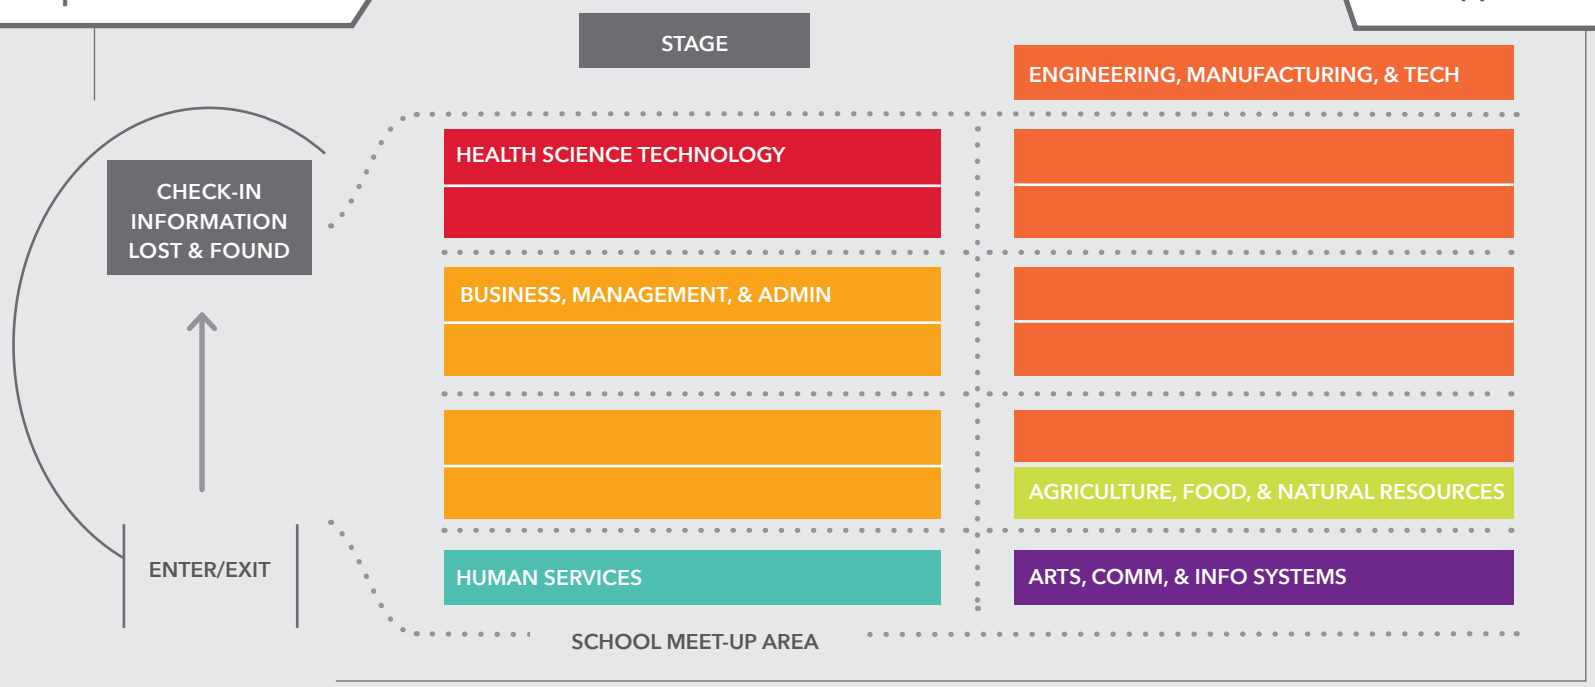 STAGE
ENGINEERING, MANUFACTURING, & TECH
HEALTH SCIENCE TECHNOLOGY
CHECK-IN
INFORMATION
LOST & FOUND
BUSINESS, MANAGEMENT, & ADMIN
AGRICULTURE, FOOD, & NATURAL RESOURCES
ENTER/EXIT
HUMAN SERVICES
ARTS, COMM, & INFO SYSTEMS
SCHOOL MEET-UP AREA